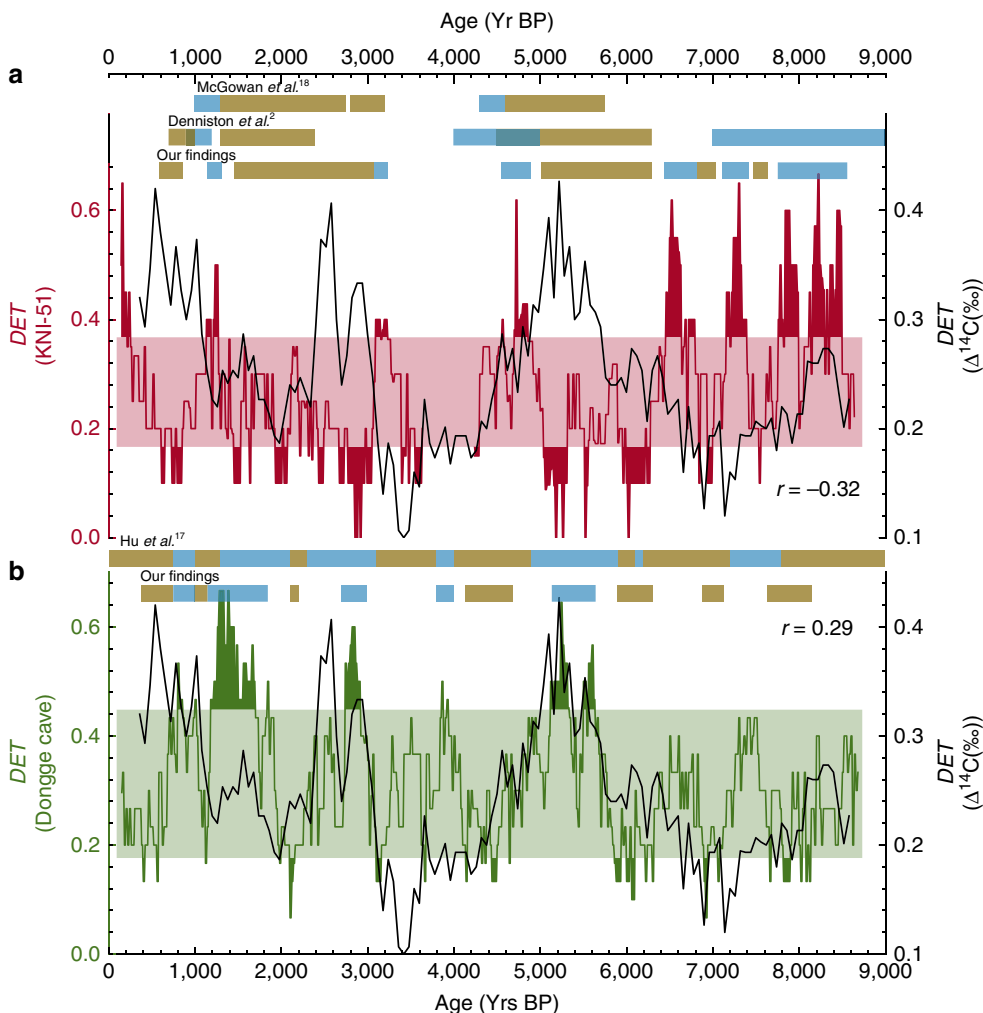 Age (Yr BP)
0 1,000 2,000 3,000 4,000 5,000 6,000 7,000 8,000 9,000
a
McGowan et al.18
Denniston et al.2
Our findings
0.6
0.4
0.2
0.0
DET
(KNI-51)
0.4
0.3
0.2
0.1
DET
(Δ14C(‰))
r = –0.32
Hu et al.17
b
Our findings
0.6
0.4
0.2
0.0
DET
(Dongge cave)
r = 0.29
0.4
0.3
0.2
0.1
DET
(Δ14C(‰))
0 1,000 2,000 3,000 4,000 5,000 6,000 7,000 8,000 9,000
Age (Yrs BP)